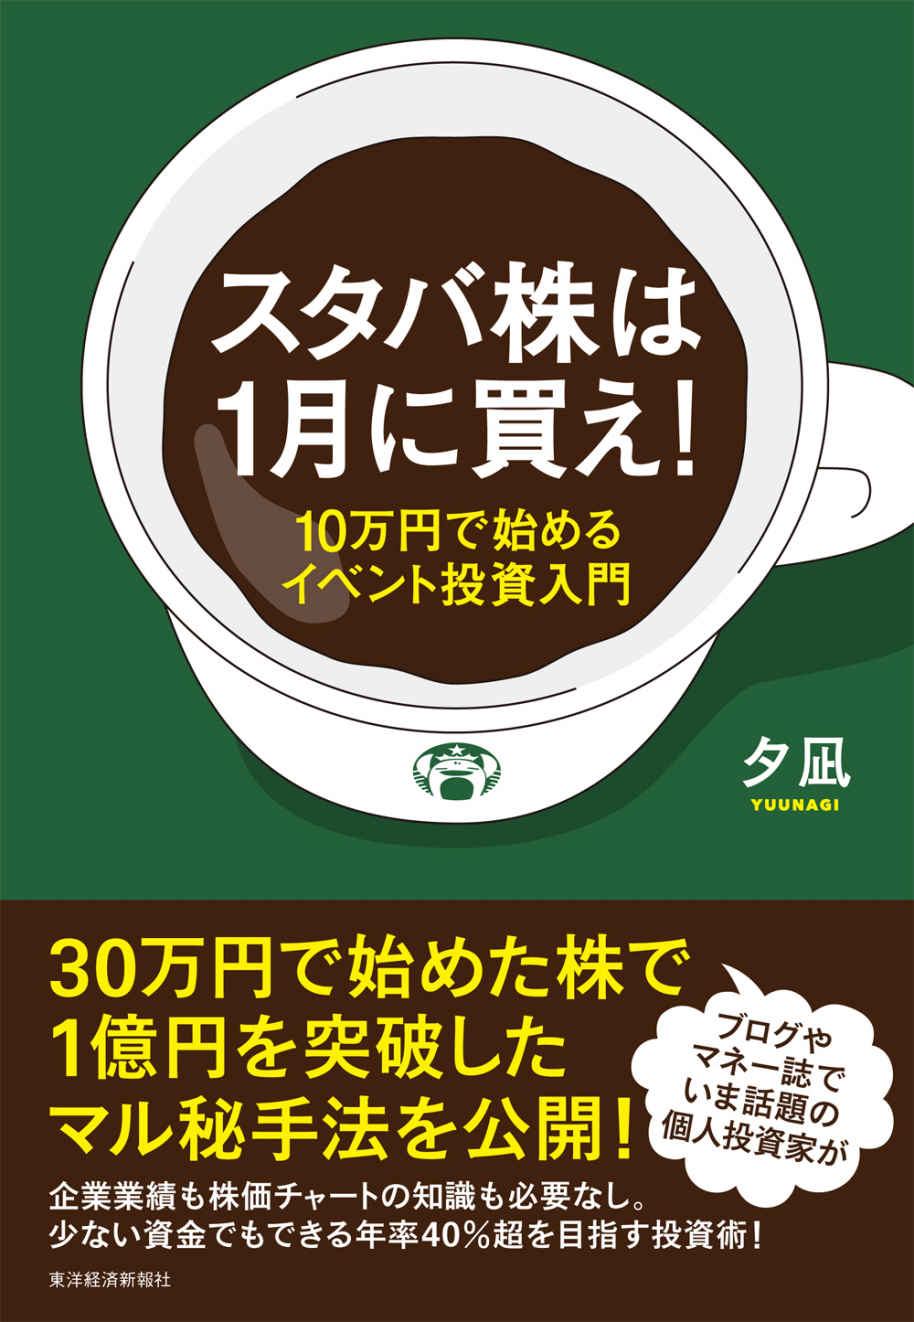 スタバ株は
1月に買え!
10万円で始める
イベント投資入門
夕凪
YUUNAGI
30万円で始めた株で
1億円を突破した
マル秘手法を公開!
ブログや
マネー誌で
いま話題の
個人投資家が
企業業績も株価チャートの知識も必要なし。
少ない資金でもできる年率40%超を目指す投資術!
東洋経済新報社